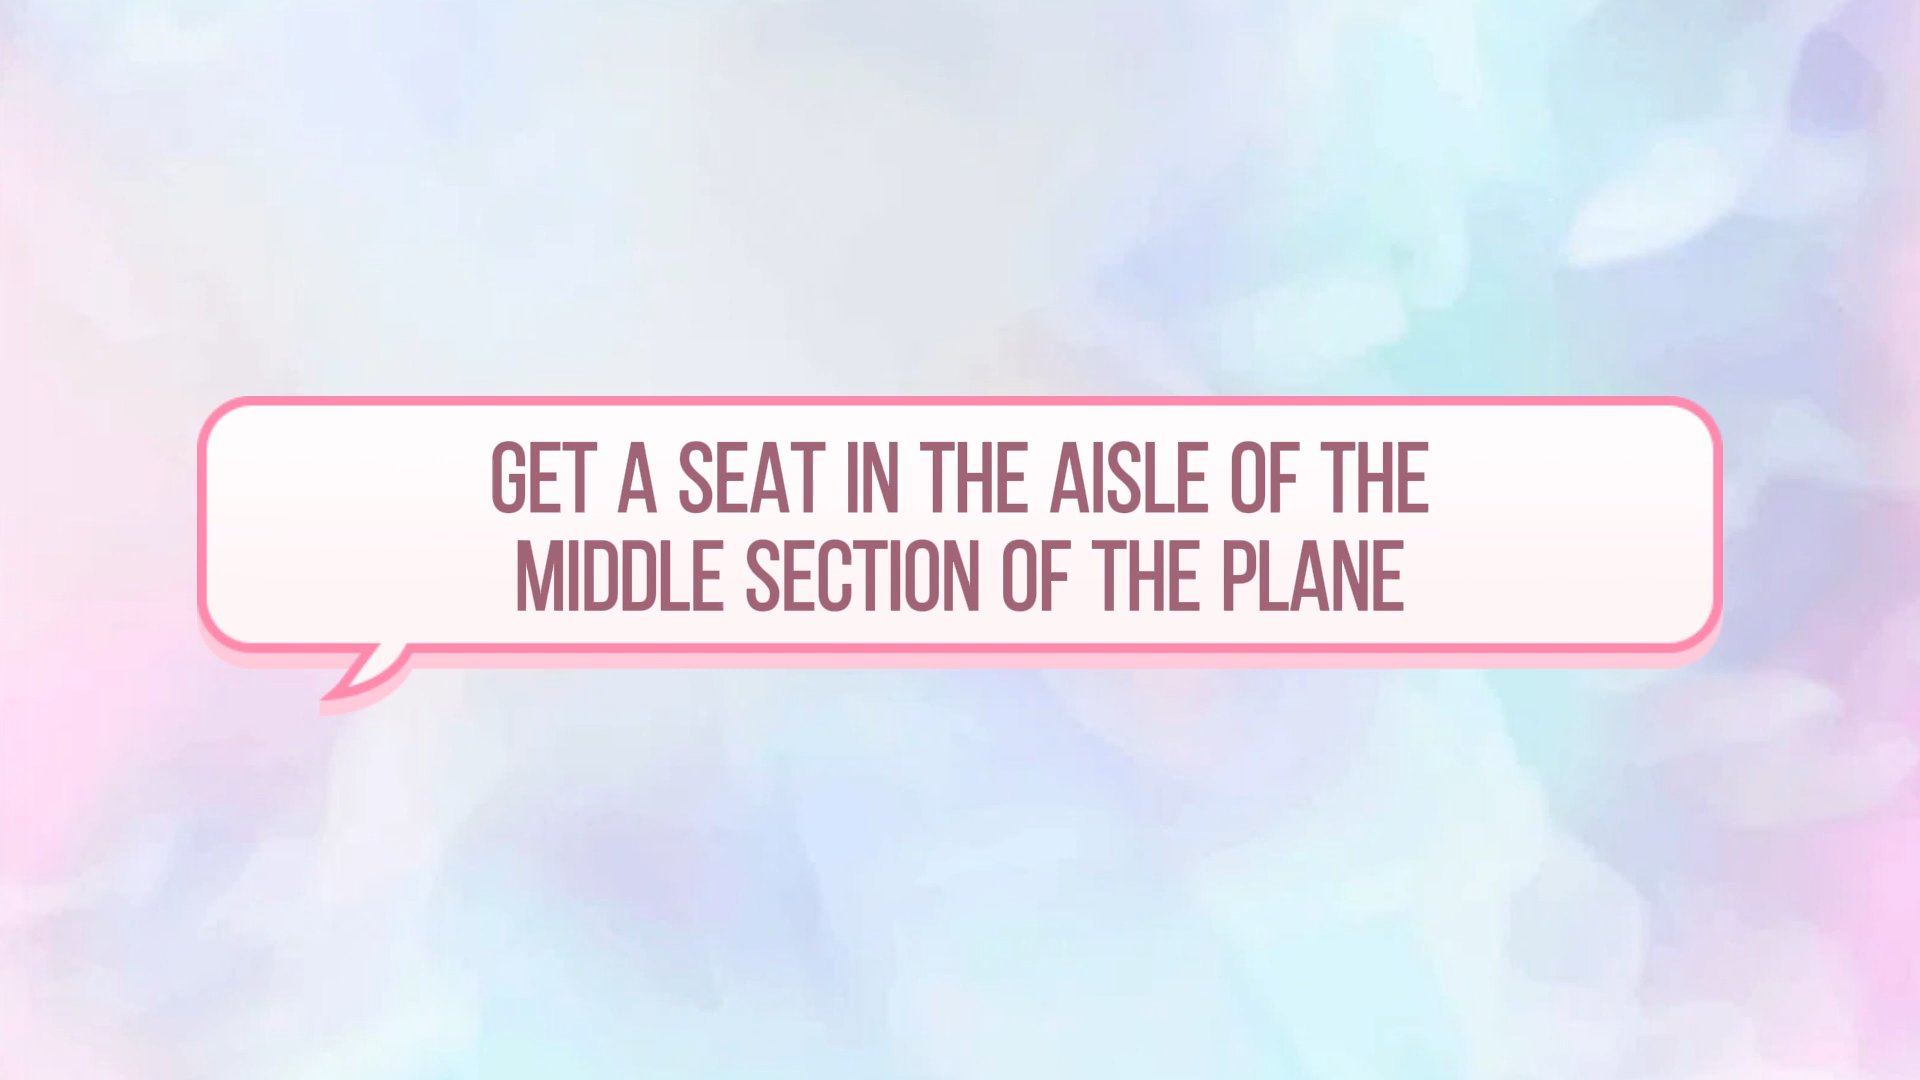 GET A SEAT IN THE AISLE OF THE
MIDDLE SECTION OF THE PLANE